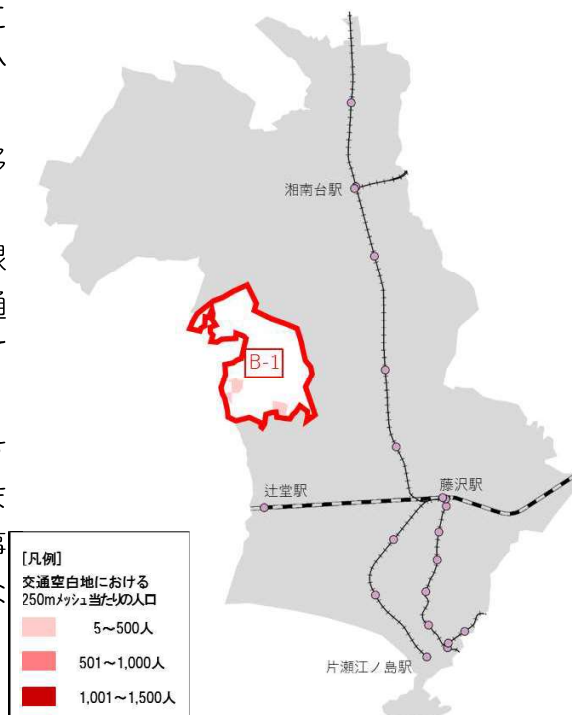 湘南台駅
B-1
辻堂駅
藤沢駅
片瀬江ノ島駅
[凡例]
交通空白地における
250mメッシュ当たりの人口
5～500人
501～1,000人
1,001～1,500人